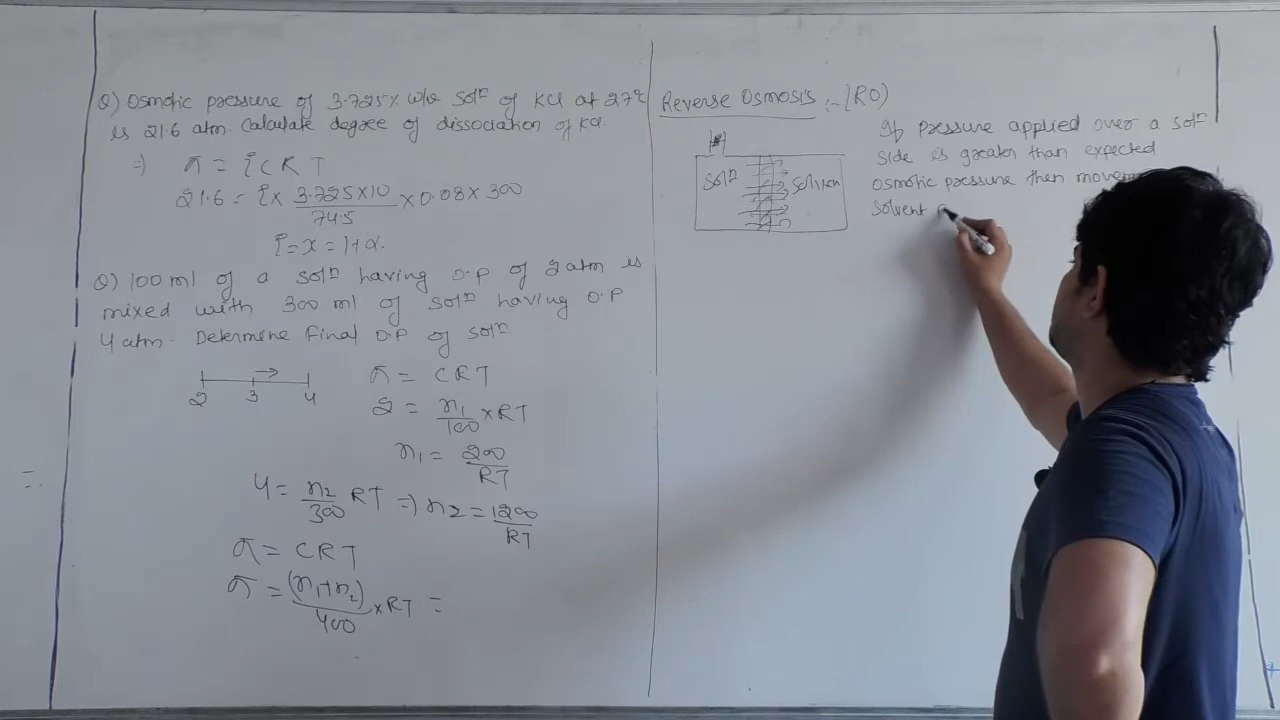 Q) Osmotic pressure of 3.725% w/v solⁿ of KCl at 27°C
is 21.6 atm. Calculate degree of dissociation of KCl.
⇒) π = iCRT
21.6 = i × 3.725×10 / 74.5 × 0.08 × 300
i = x = 1+α.
Q) 100 ml of a solⁿ having O.P of 2 atm is
mixed with 300 ml of solⁿ having O.P
4 atm. Determine Final O.P of solⁿ
2 3 4
π = CRT
2 = n₁/100 × RT
n₁ = 200/RT
4 = n₂/300 RT ⇒ n₂ = 1200/RT
π = CRT
π = (n₁+n₂)/400 × RT =
Reverse Osmosis :- (RO)
solⁿ solven
If pressure applied over a solⁿ
side is greater than expected
osmotic pressure then
solvent